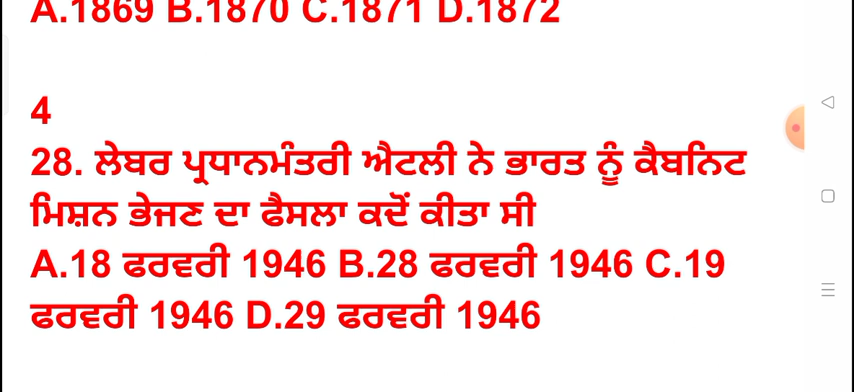 A.1869 B.1870 C.1871 D.1872
4
28. ਲੇਬਰ ਪ੍ਰਧਾਨਮੰਤਰੀ ਐਟਲੀ ਨੇ ਭਾਰਤ ਨੂੰ ਕੈਬਨਿਟ
ਮਿਸ਼ਨ ਭੇਜਣ ਦਾ ਫੈਸਲਾ ਕਦੋਂ ਕੀਤਾ ਸੀ
A.18 ਫਰਵਰੀ 1946 B.28 ਫਰਵਰੀ 1946 C.19
ਫਰਵਰੀ 1946 D.29 ਫਰਵਰੀ 1946